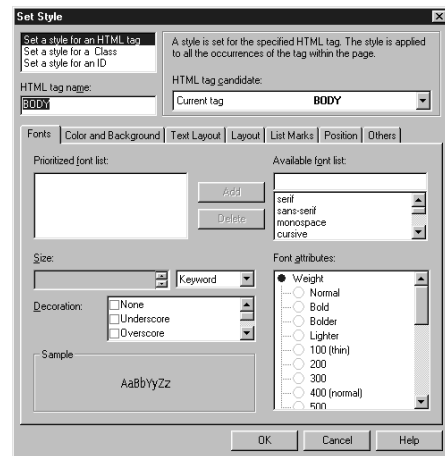 Set Style
Set a style for an HTML tag
Set a style for a Class
Set a style for an ID
A style is set for the specified HTML tag. The style is applied
to all the occurrences of the tag within the page.
HTML tag name:
BODY
HTML tag candidate:
Current tag BODY
Fonts Color and Background Text Layout Layout List Marks Position Others
Prioritized font list:
Available font list:
Add
Delete
serif
sans-serif
monospace
cursive
Size:
Keyword
Font attributes:
Weight
Normal
Bold
Bolder
Lighter
100 (thin)
200
300
400 (normal)
500
Decoration:
None
Underscore
Overscore
Sample
AaBbYyZz
OK Cancel Help